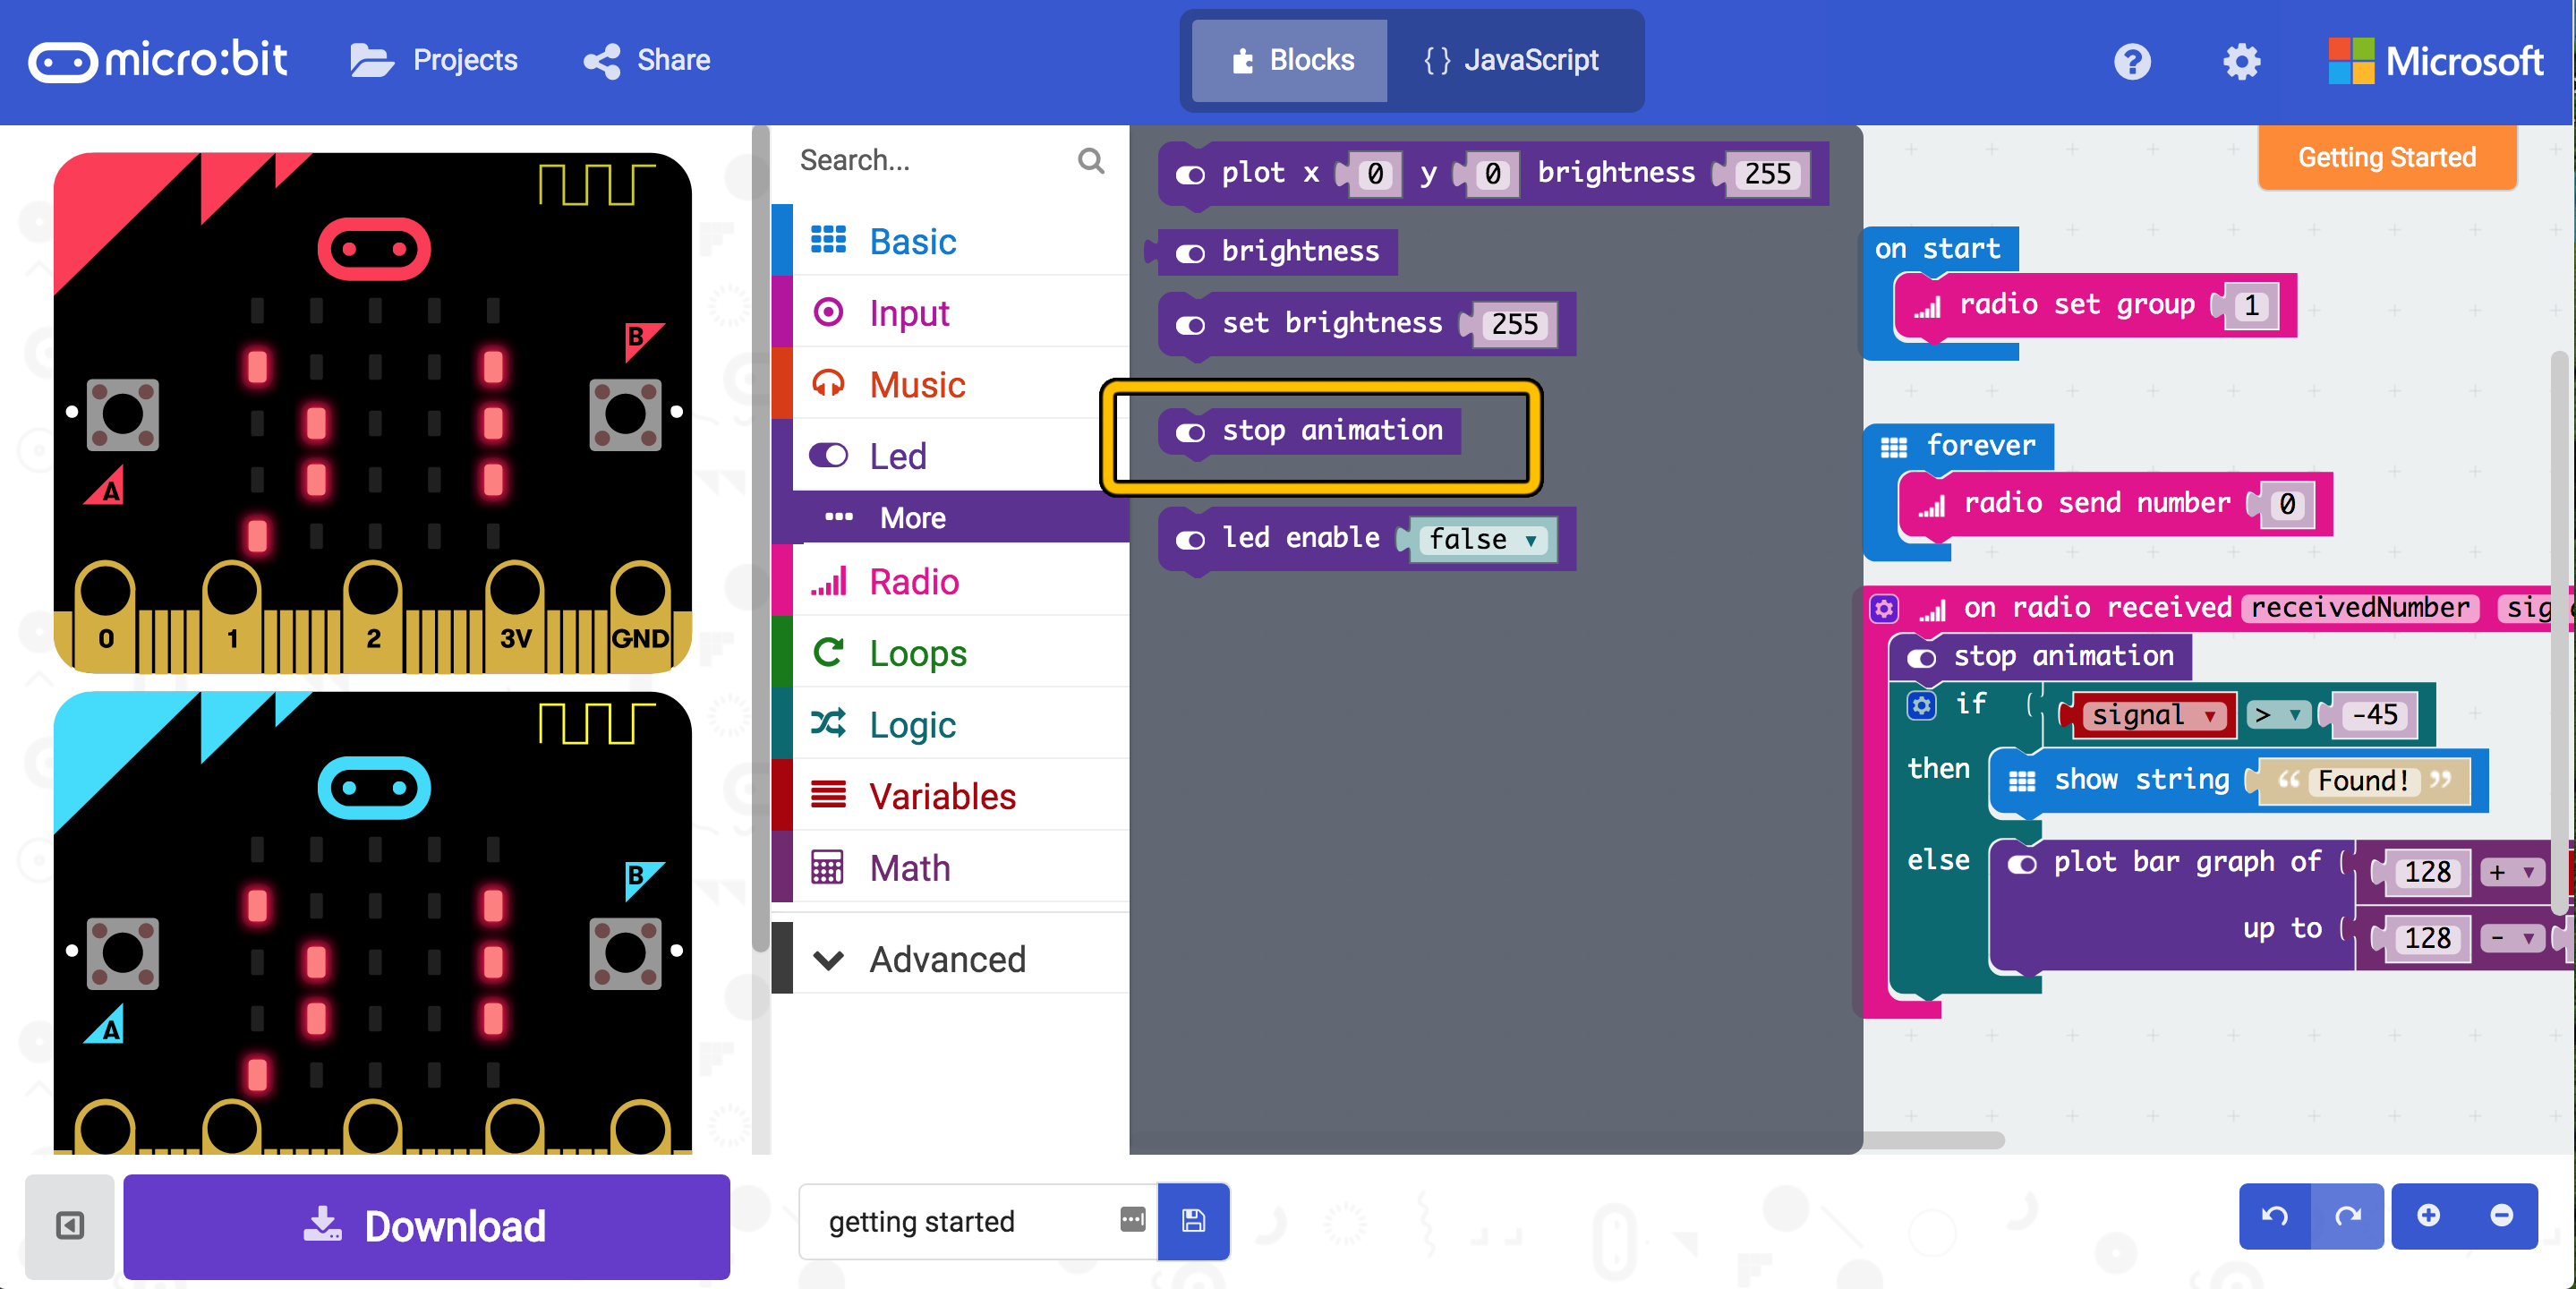 micro:bit
Projects
Share
Blocks
{ } JavaScript
Microsoft
Search...
Basic
Input
Music
Led
More
Radio
Loops
Logic
Variables
Math
Advanced
plot x 0 y 0 brightness 255
brightness
set brightness 255
stop animation
led enable false
Getting Started
on start
radio set group 1
forever
radio send number 0
on radio received receivedNumber
stop animation
if signal > -45
then show string “ Found! ”
else plot bar graph of 128 +
up to 128 -
B
A
0 1 2 3V GND
B
A
Download
getting started